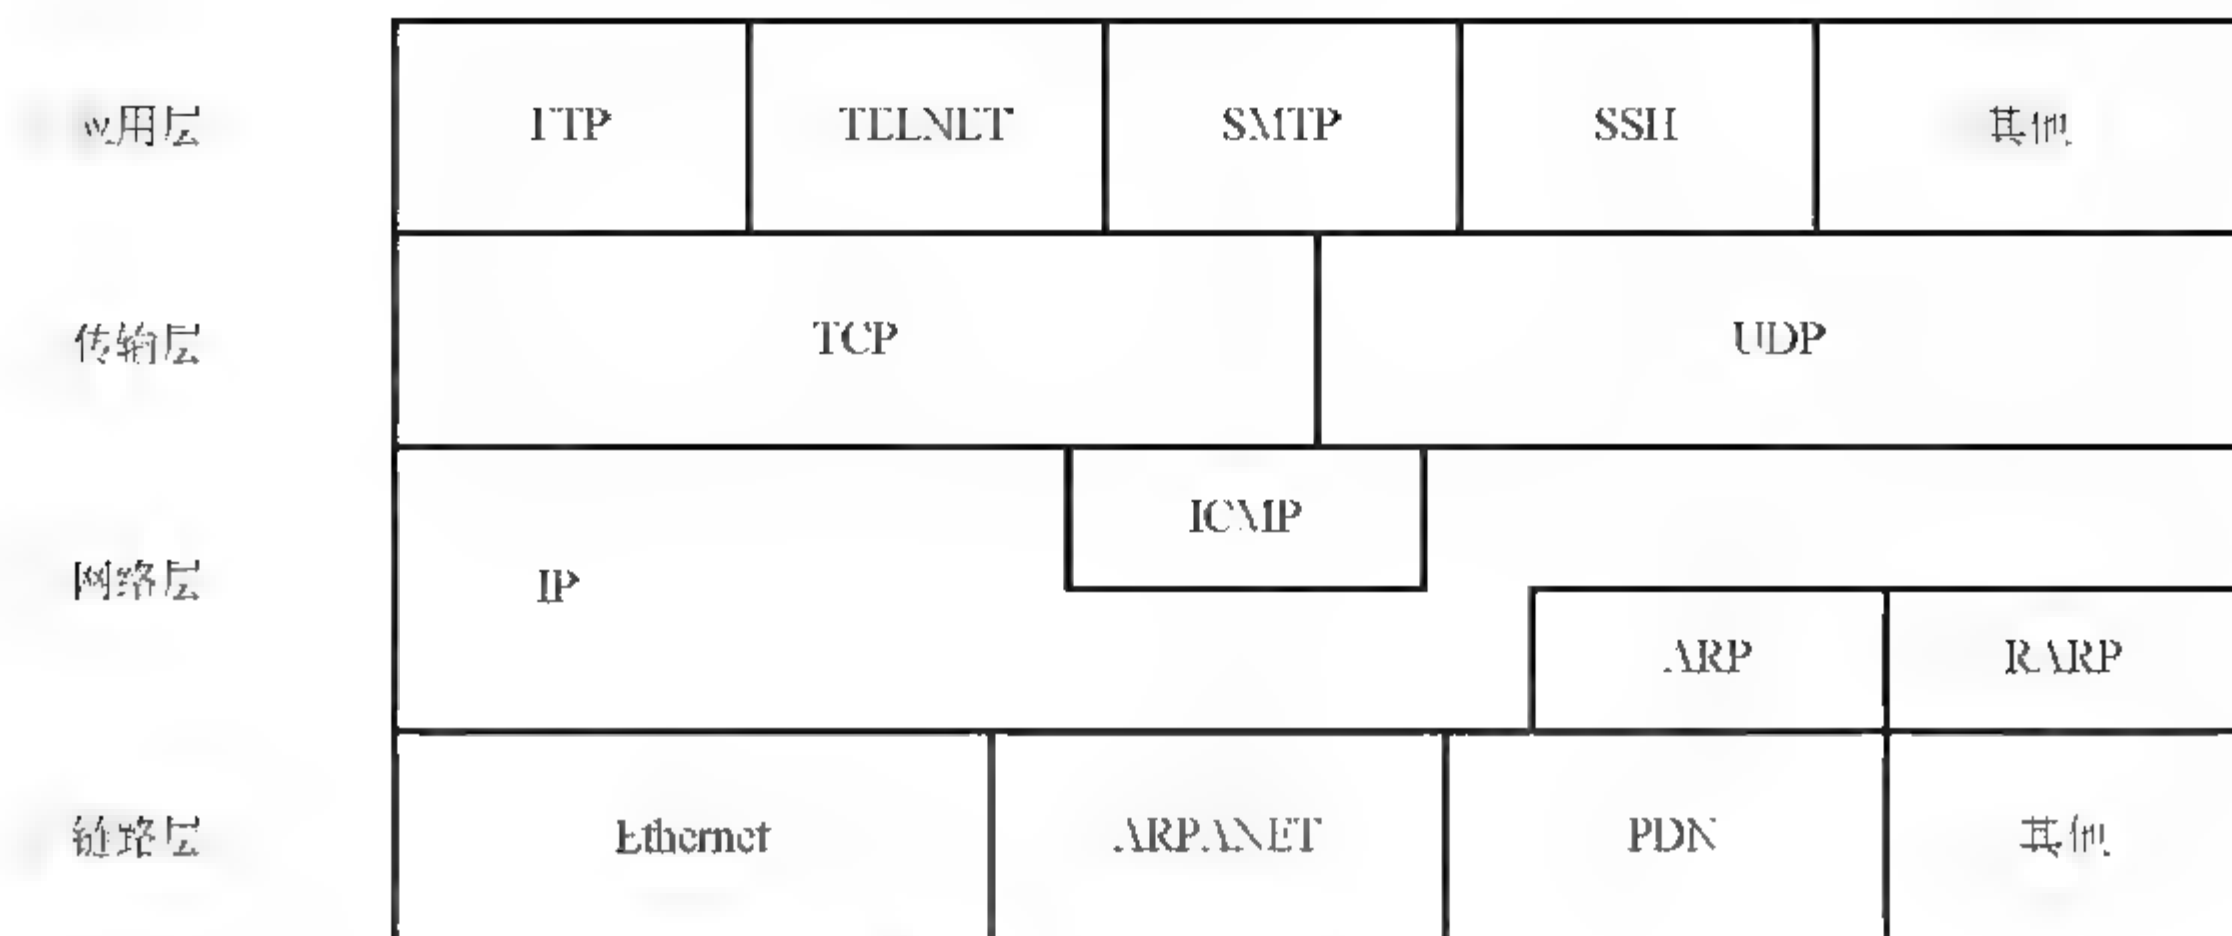 应用层 FTP TELNET SMTP SSH 其他
传输层 TCP UDP
ICMP
网络层 IP
ARP RARP
链路层 Ethernet ARPANET PDN 其他